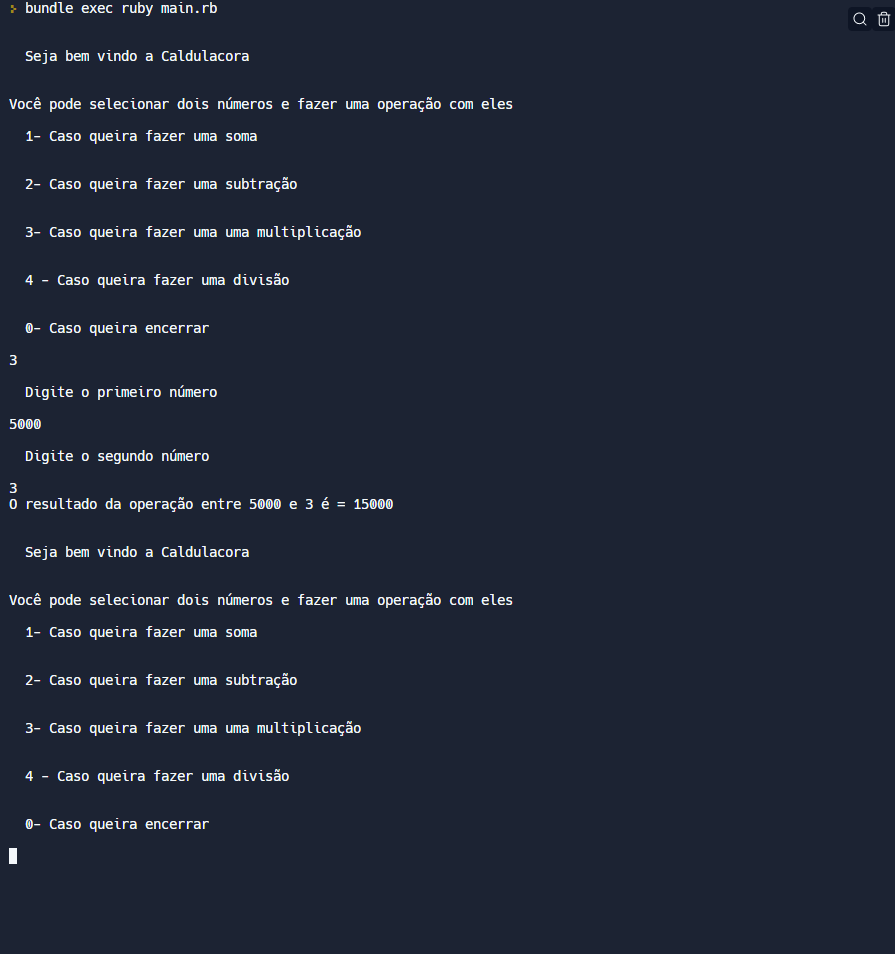 bundle exec ruby main.rb
Seja bem vindo a Caldulacora
Você pode selecionar dois números e fazer uma operação com eles
1- Caso queira fazer uma soma
2- Caso queira fazer uma subtração
3- Caso queira fazer uma uma multiplicação
4 - Caso queira fazer uma divisão
0- Caso queira encerrar
3
Digite o primeiro número
5000
Digite o segundo número
3
O resultado da operação entre 5000 e 3 é = 15000
Seja bem vindo a Caldulacora
Você pode selecionar dois números e fazer uma operação com eles
1- Caso queira fazer uma soma
2- Caso queira fazer uma subtração
3- Caso queira fazer uma uma multiplicação
4 - Caso queira fazer uma divisão
0- Caso queira encerrar